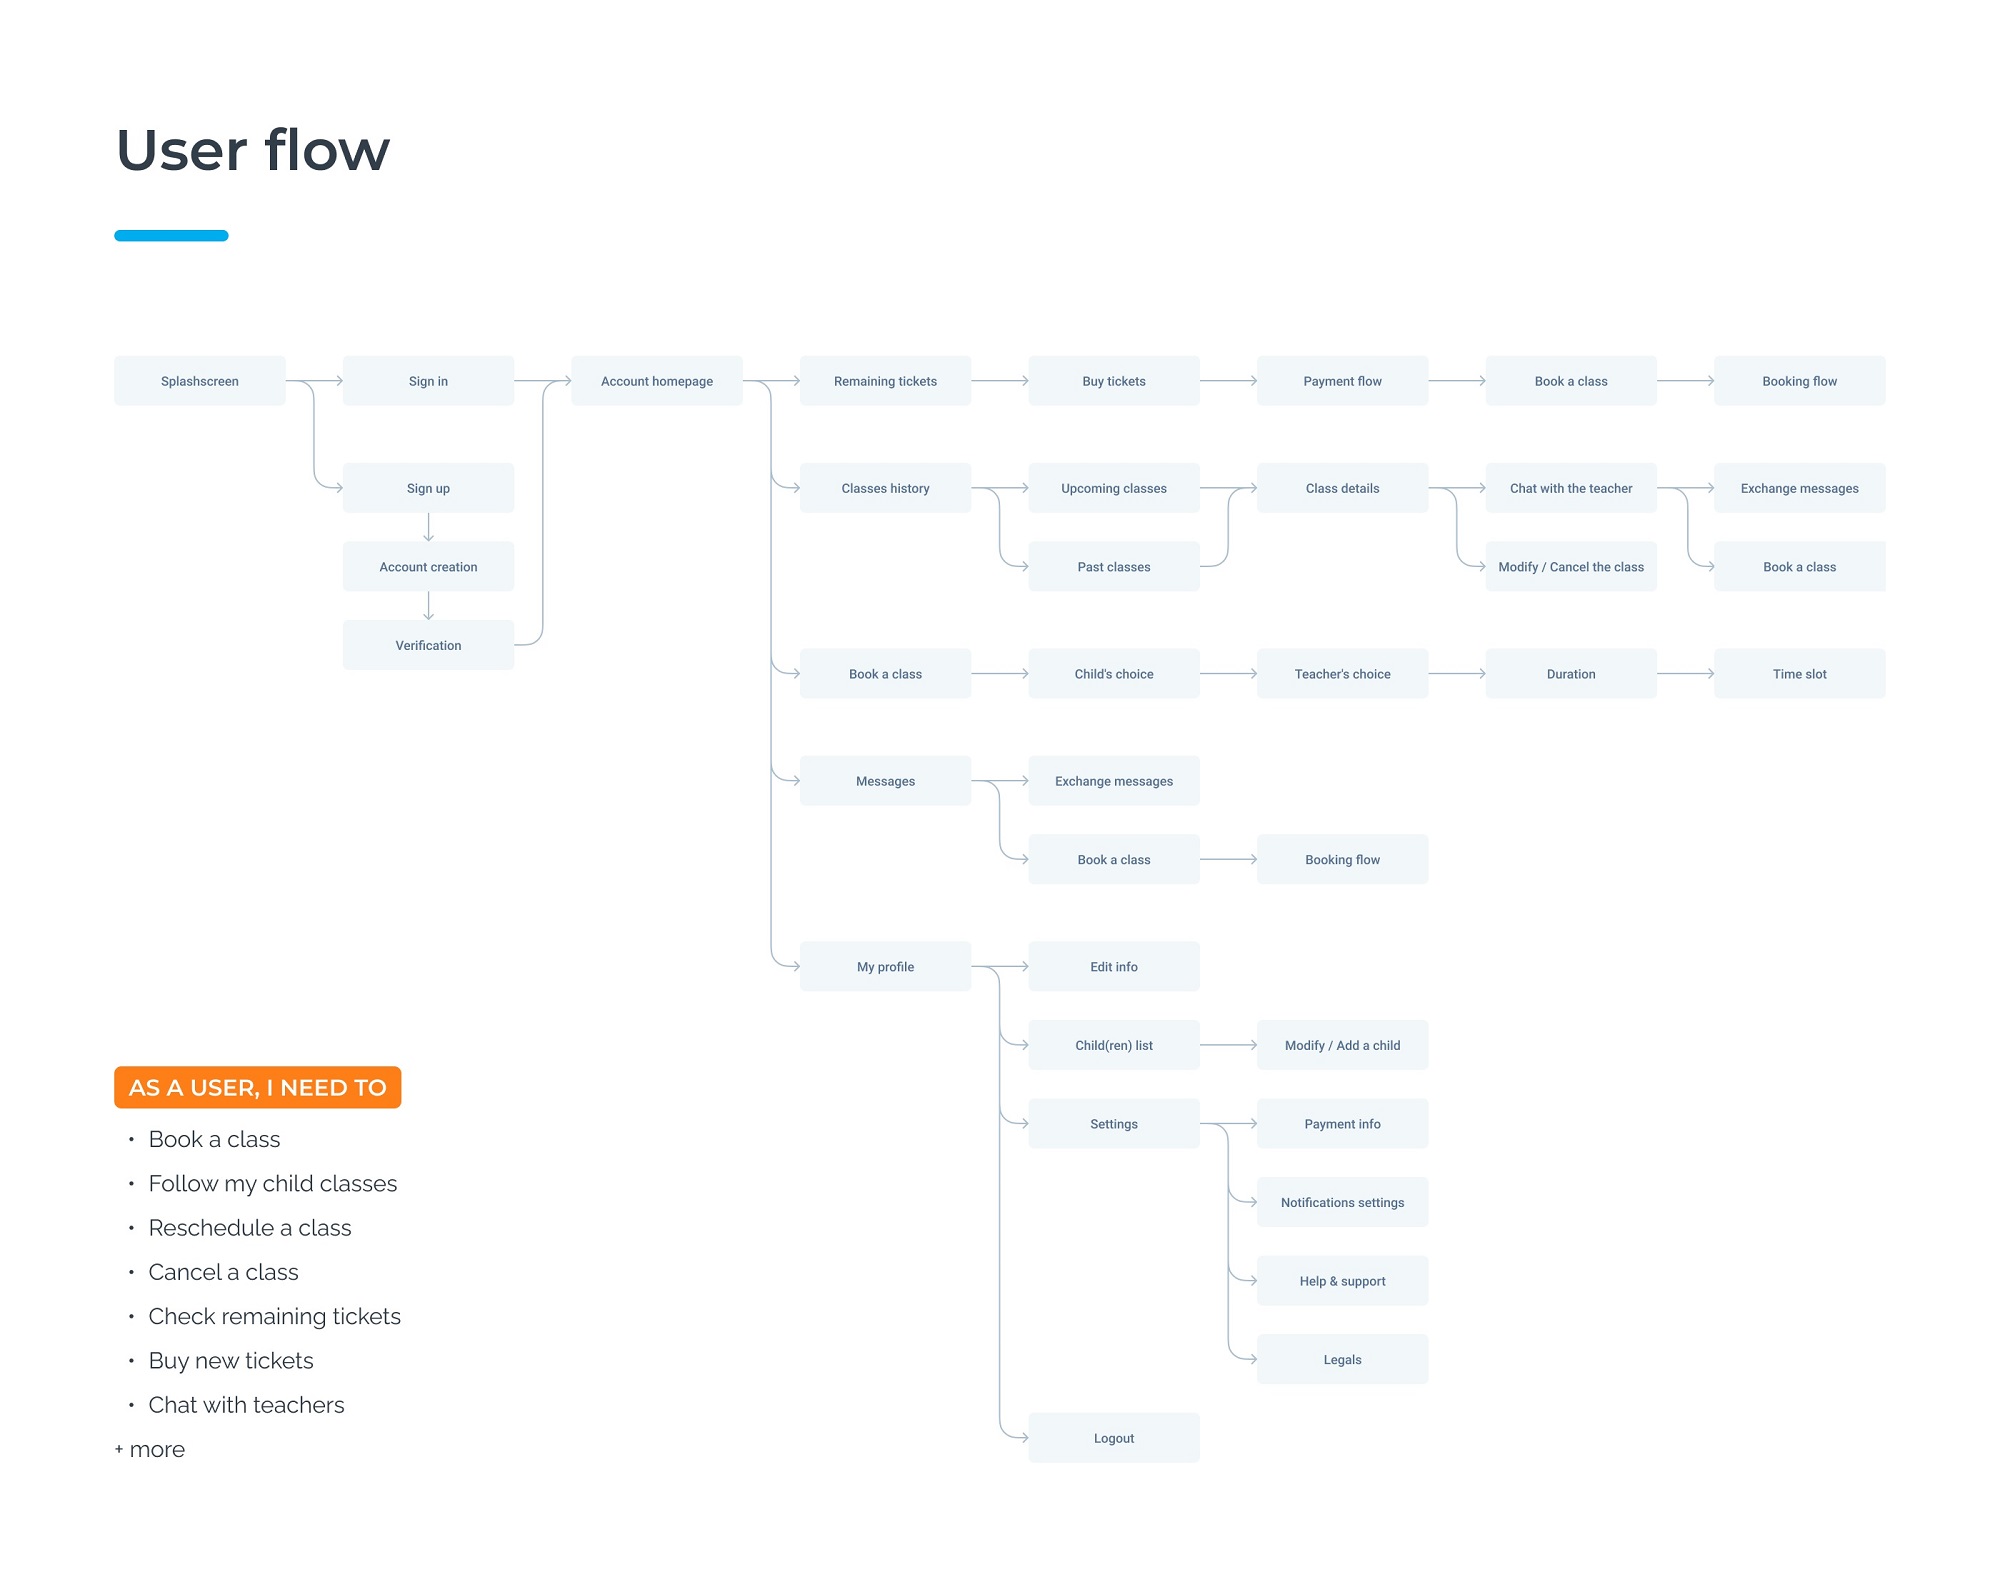 User flow
Splashscreen
Sign in
Account homepage
Remaining tickets
Buy tickets
Payment flow
Book a class
Booking flow
Sign up
Classes history
Upcoming classes
Class details
Chat with the teacher
Exchange messages
Account creation
Past classes
Modify / Cancel the class
Book a class
Verification
Book a class
Child's choice
Teacher's choice
Duration
Time slot
Messages
Exchange messages
Book a class
Booking flow
My profile
Edit info
Child(ren) list
Modify / Add a child
Settings
Payment info
Notifications settings
Help & support
Legals
Logout
AS A USER, I NEED TO
• Book a class
• Follow my child classes
• Reschedule a class
• Cancel a class
• Check remaining tickets
• Buy new tickets
• Chat with teachers
+ more